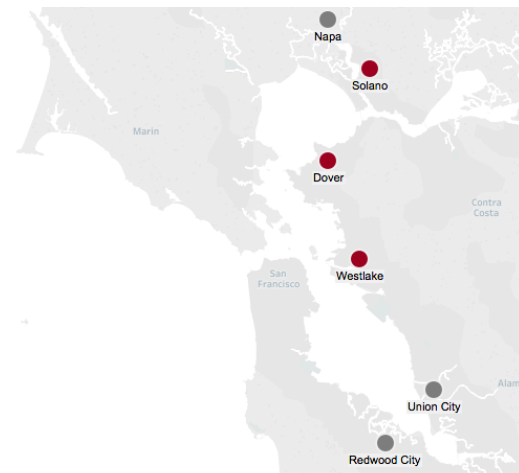 Napa
Solano
Marin
Dover
Contra
Costa
Westlake
San
Francisco
Alam
Union City
Redwood City